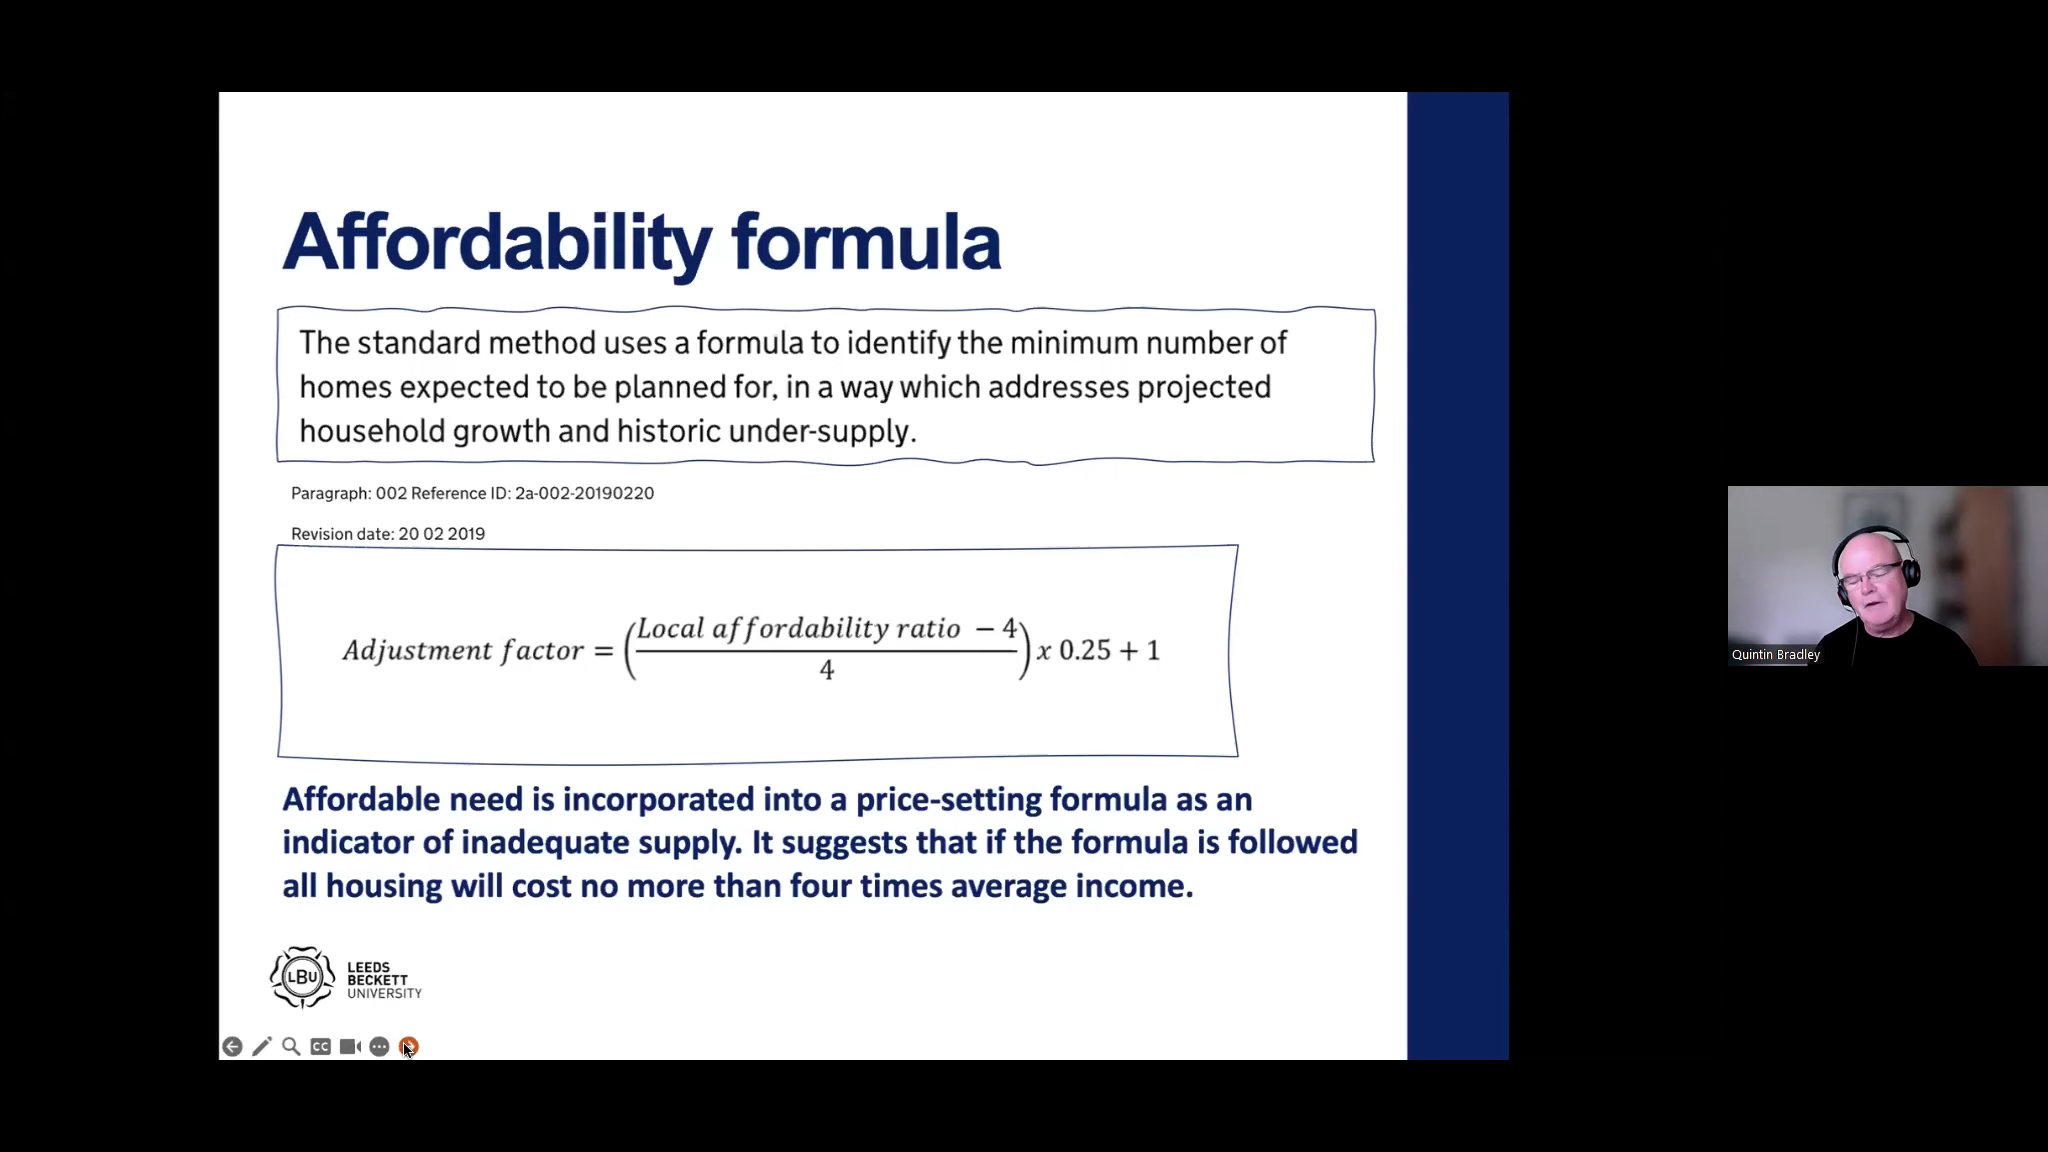 Affordability formula
The standard method uses a formula to identify the minimum number of
homes expected to be planned for, in a way which addresses projected
household growth and historic under-supply.
Paragraph: 002 Reference ID: 2a-002-20190220
Revision date: 20 02 2019
Adjustment factor = (Local affordability ratio − 4 / 4) x 0.25 + 1
Affordable need is incorporated into a price-setting formula as an
indicator of inadequate supply. It suggests that if the formula is followed
all housing will cost no more than four times average income.
LBU
LEEDS
BECKETT
UNIVERSITY
CC
Quintin Bradley